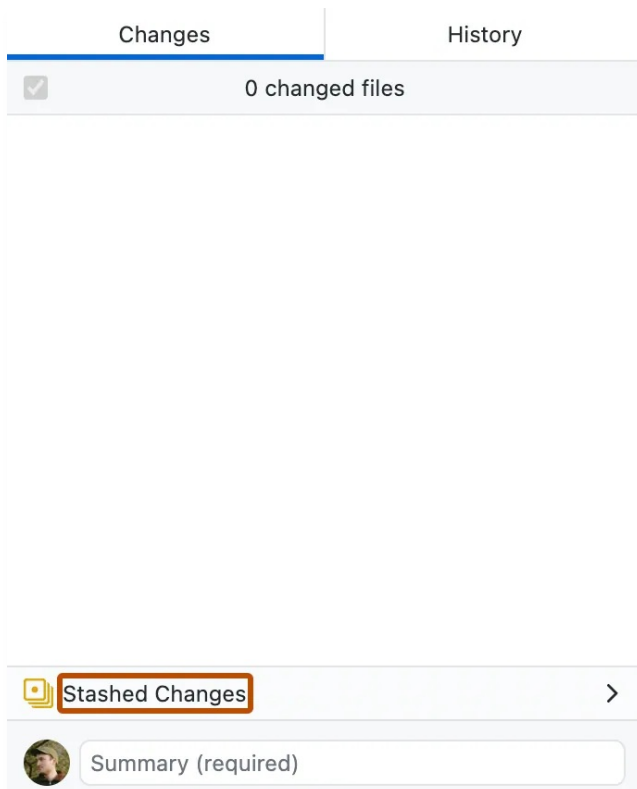 Changes
History
0 changed files
Stashed Changes
Summary (required)